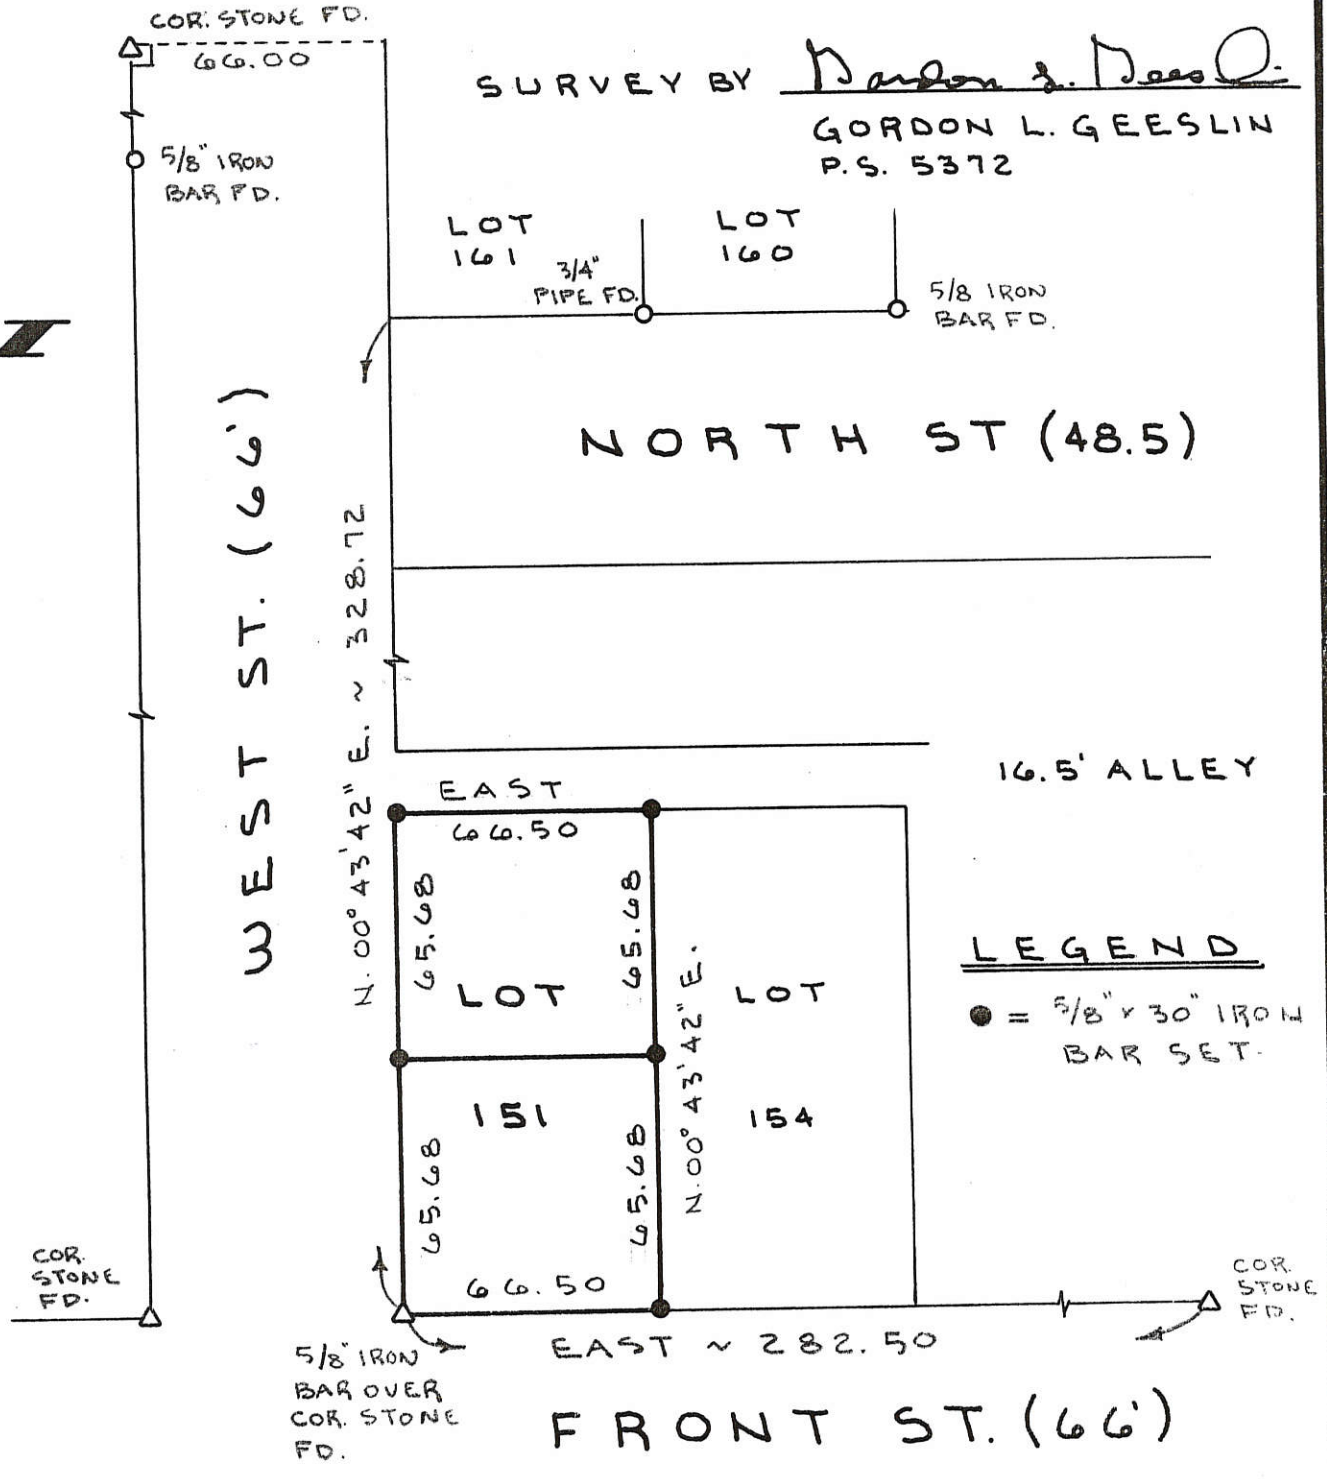 COR. STONE FD.
66.00
SURVEY BY
GORDON L. GEESLIN
P.S. 5372
5/8" IRON
BAR FD.
LOT
161
3/4"
PIPE FD.
LOT
160
5/8 IRON
BAR FD.
WEST ST. (66')
NORTH ST (48.5)
N. 00° 43' 42" E. ~ 328.72
16.5' ALLEY
EAST
66.50
65.68
65.68
LOT
151
65.68
65.68
66.50
N. 00° 43' 42" E.
LOT
154
LEGEND
● = 5/8" x 30" IRON
BAR SET.
COR.
STONE
FD.
COR.
STONE
FD.
5/8" IRON
BAR OVER
COR. STONE
FD.
EAST ~ 282.50
FRONT ST. (66')